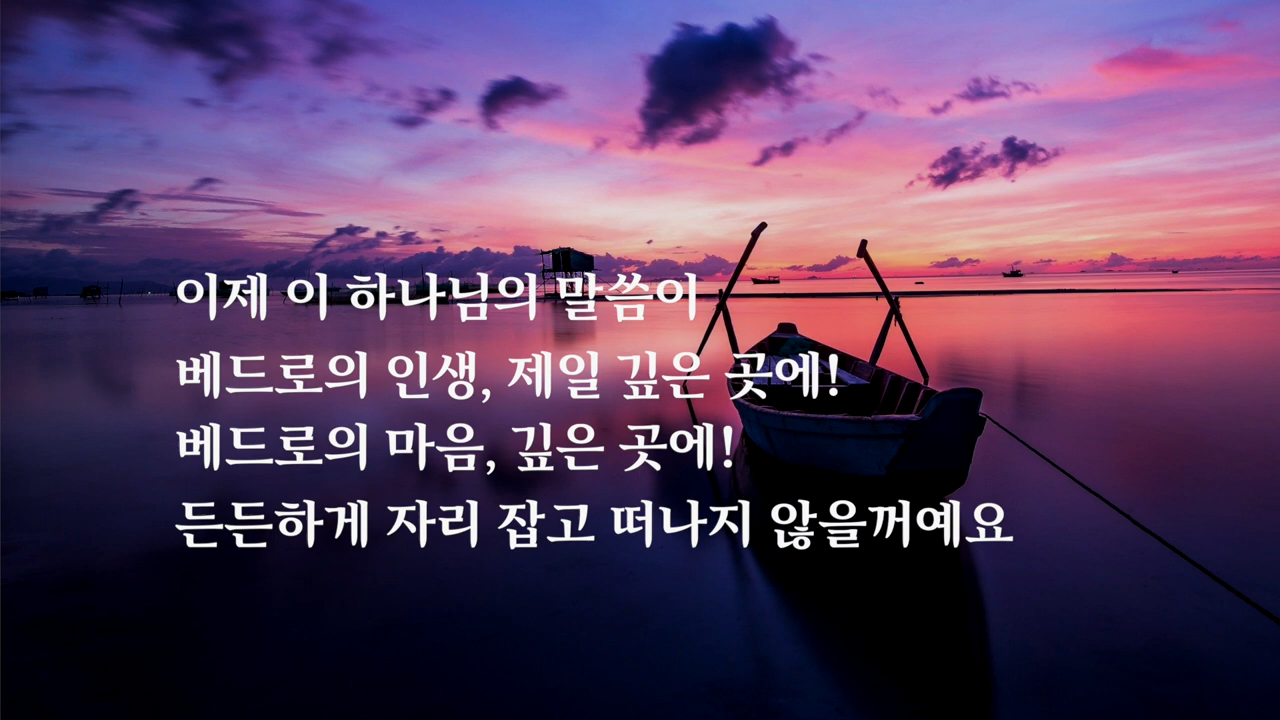 이제 이 하나님의 말씀이
베드로의 인생, 제일 깊은 곳에!
베드로의 마음, 깊은 곳에!
든든하게 자리 잡고 떠나지 않을꺼예요